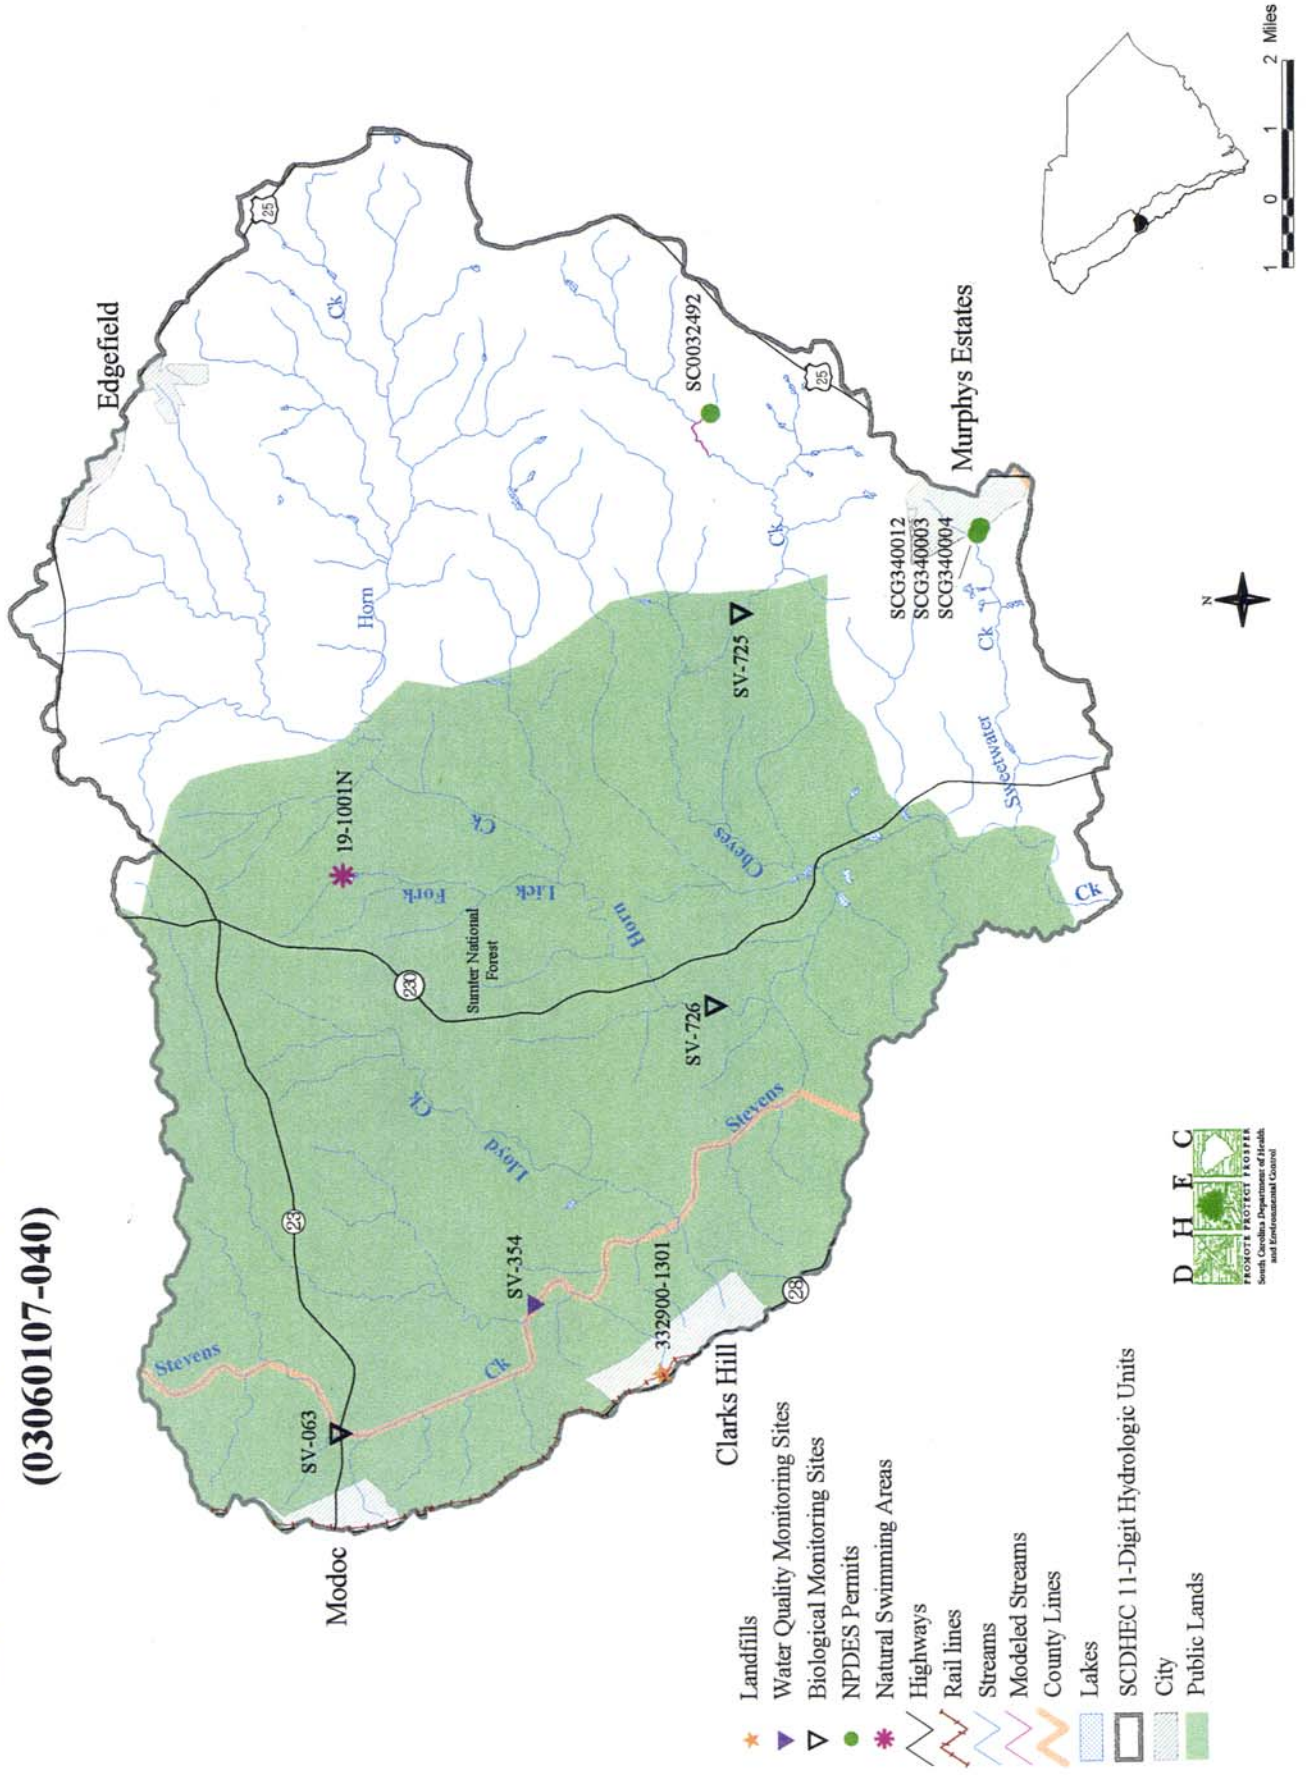 (03060107-040)
Edgefield
25
Ck
Horn
SC0032492
25
Ck
Murphys Estates
SCG340012
SCG340003
SCG340004
Ck
Sweetwater
Ck
SV-725
19-1001N
Ck
Fork
Lick
Horn
Cheves
Sumter National
Forest
230
SV-726
23
Ck
Lloyd
Stevens
SV-354
332900-1301
28
Stevens
Ck
SV-063
Modoc
Clarks Hill
N
1 0 1 2 Miles
Landfills
Water Quality Monitoring Sites
Biological Monitoring Sites
NPDES Permits
Natural Swimming Areas
Highways
Rail lines
Streams
Modeled Streams
County Lines
Lakes
SCDHEC 11-Digit Hydrologic Units
City
Public Lands
D H E C
PROMOTE PROTECT PROSPER
South Carolina Department of Health
and Environmental Control